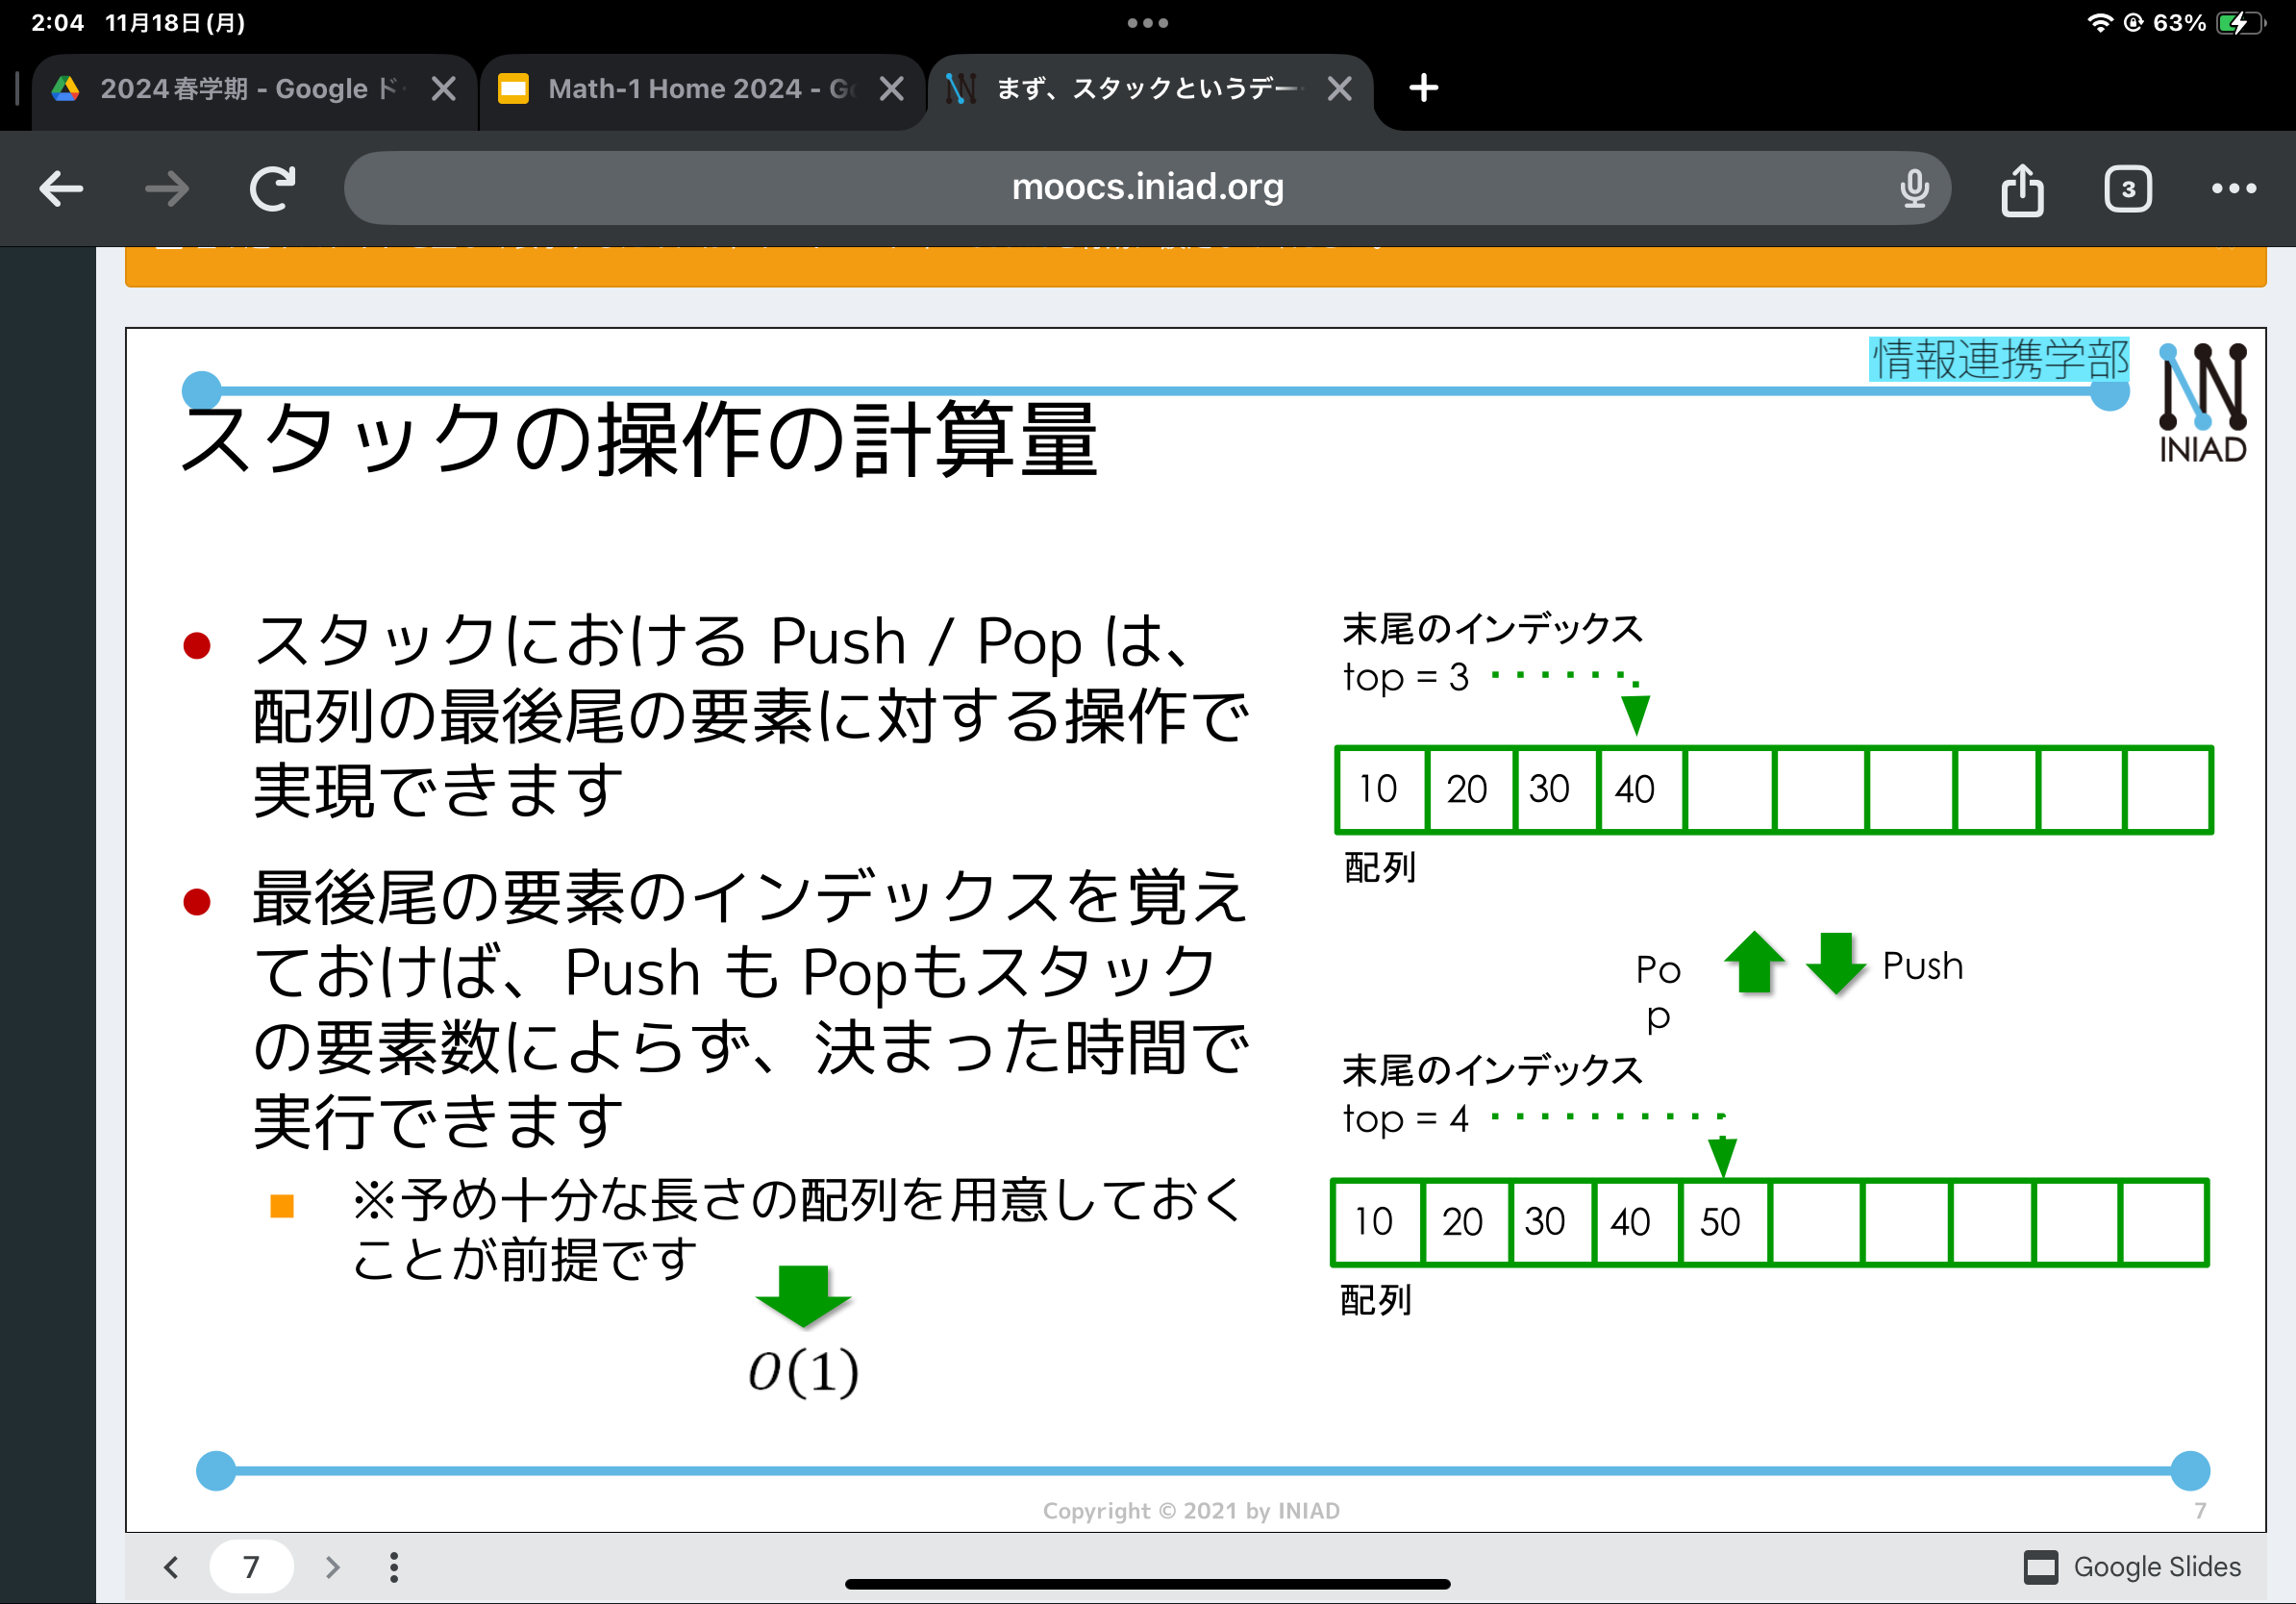 2:04 11月18日(月)
63%
2024春学期 - Google ド
Math-1 Home 2024 - Go
まず、スタックというデー
moocs.iniad.org
3
情報連携学部
INIAD
スタックの操作の計算量
スタックにおける Push / Pop は、
配列の最後尾の要素に対する操作で
実現できます
最後尾の要素のインデックスを覚え
ておけば、Push も Popもスタック
の要素数によらず、決まった時間で
実行できます
※予め十分な長さの配列を用意しておく
ことが前提です
O(1)
末尾のインデックス
top = 3
10 20 30 40
配列
Po
p
Push
末尾のインデックス
top = 4
10 20 30 40 50
配列
Copyright © 2021 by INIAD
7
7
Google Slides